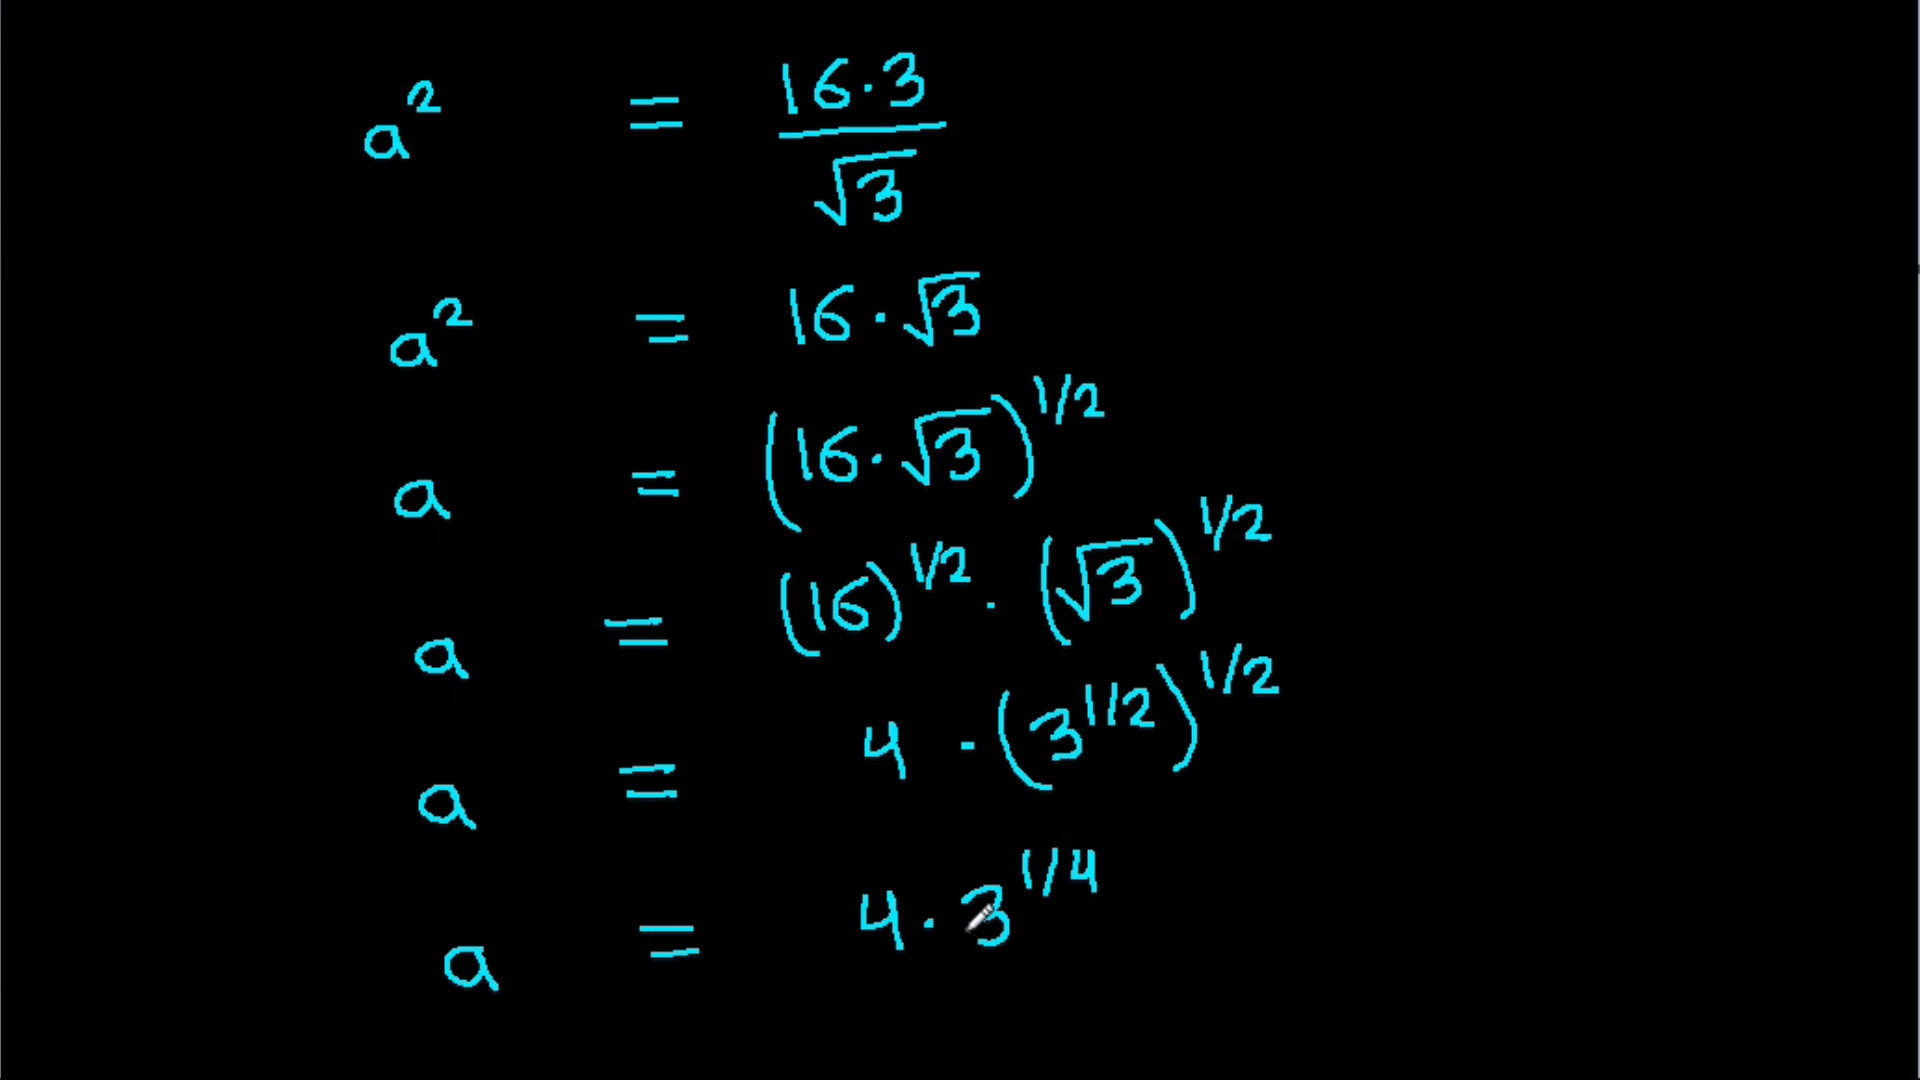 a² = 16·3/√3
a² = 16·√3
a = (16·√3)^1/2
a = (16)^1/2 · (√3)^1/2
a = 4 · (3^1/2)^1/2
a = 4·3^1/4